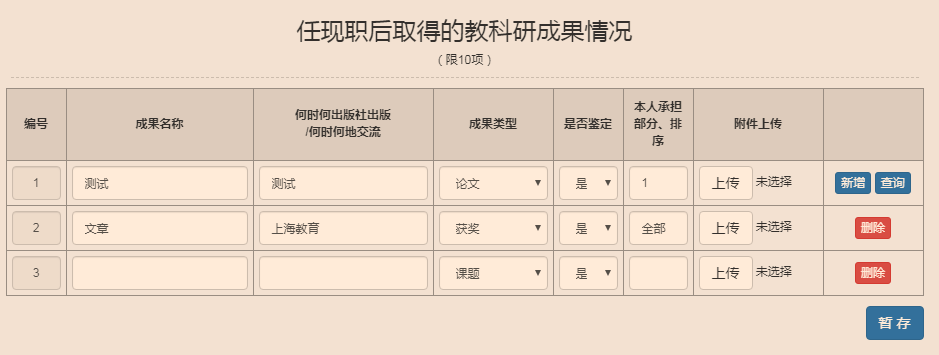 任现职后取得的教科研成果情况
（限10项）
编号 成果名称 何时何出版社出版 /何时何地交流 成果类型 是否鉴定 本人承担部分、排序 附件上传
1 测试 测试 论文 是 1 上传 未选择 新增 查询
2 文章 上海教育 获奖 是 全部 上传 未选择 删除
3 课题 是 上传 未选择 删除
暂 存